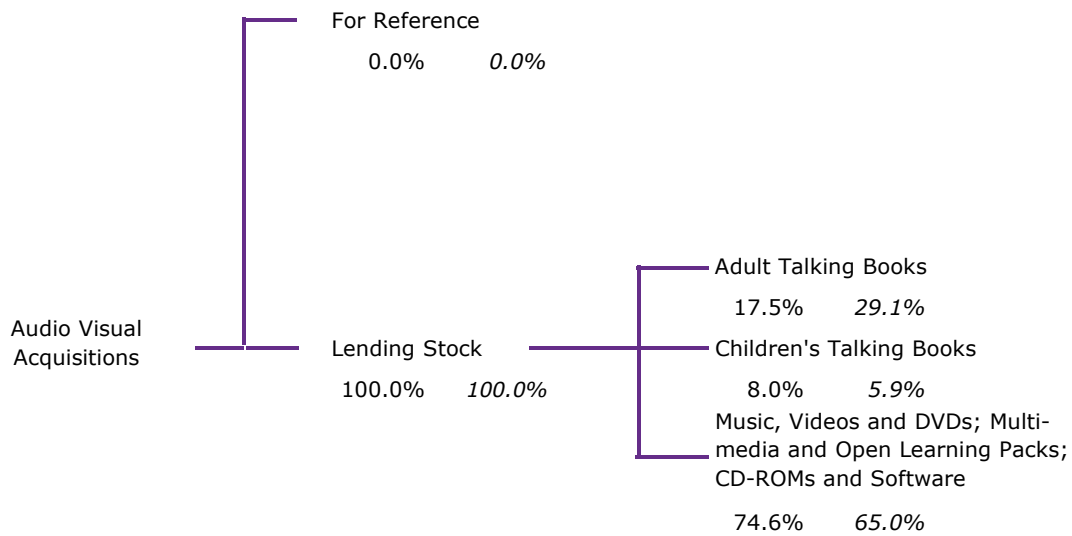 For Reference
0.0% 0.0%
Adult Talking Books
17.5% 29.1%
Audio Visual
Acquisitions
Lending Stock
100.0% 100.0%
Children's Talking Books
8.0% 5.9%
Music, Videos and DVDs; Multi-
media and Open Learning Packs;
CD-ROMs and Software
74.6% 65.0%